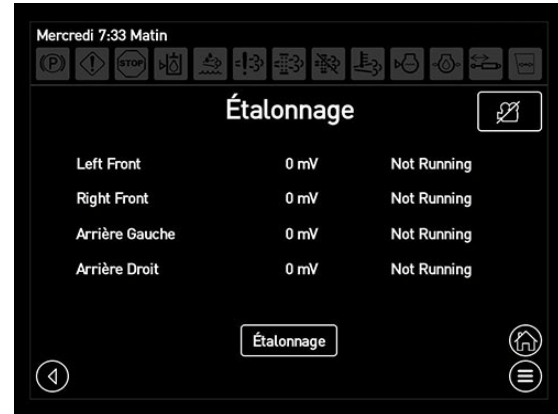 Mercredi 7:33 Matin
(P) STOP
Étalonnage
Left Front 0 mV Not Running
Right Front 0 mV Not Running
Arrière Gauche 0 mV Not Running
Arrière Droit 0 mV Not Running
Étalonnage